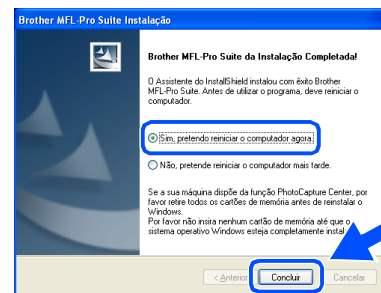 Brother MFL-Pro Suite Instalação
Brother MFL-Pro Suite da Instalação Completada!
O Assistente do InstallShield instalou com êxito Brother
MFL-Pro Suite. Antes de utilizar o programa, deve reiniciar o
computador.
Sim, pretendo reiniciar o computador agora.
Não, pretende reiniciar o computador mais tarde.
Se a sua máquina dispõe da função PhotoCapture Center, por
favor retire todos os cartões de memória antes de reinstalar o
Windows.
Por favor não insira nenhum cartão de memória até que o
sistema operativo Windows esteja completamente instal
< Anterior
Concluir
Cancelar